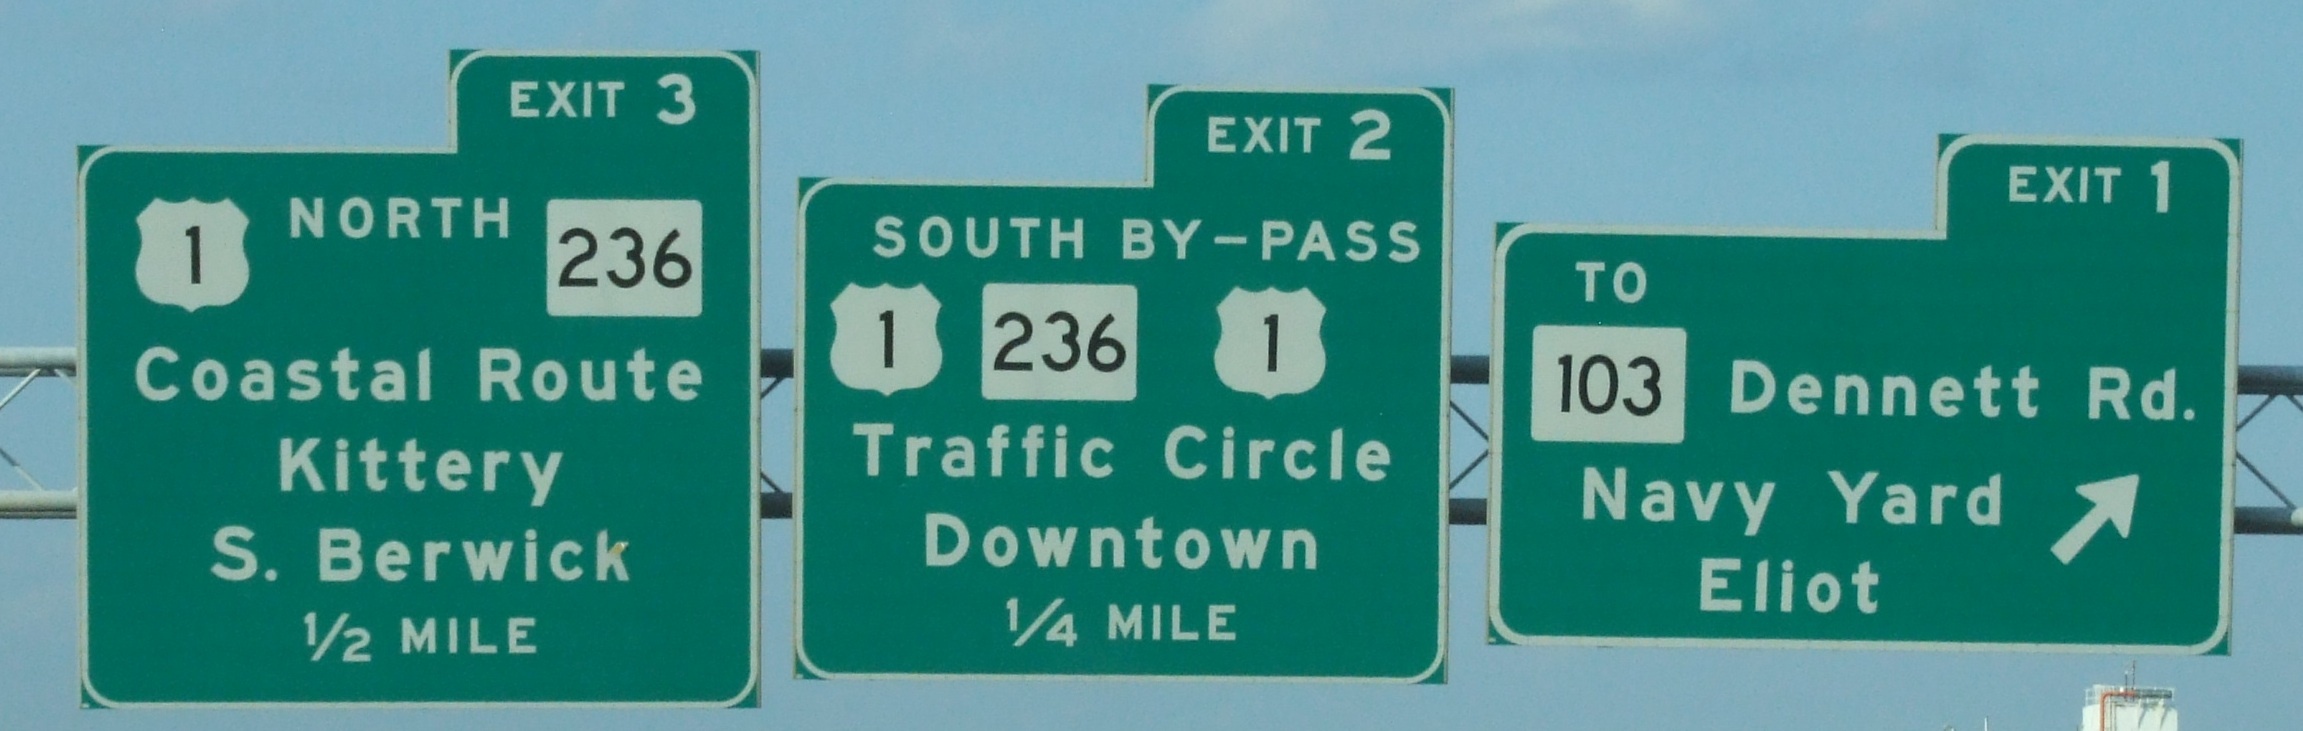 EXIT 3
NORTH
1 236
Coastal Route
Kittery
S. Berwick
1/2 MILE
EXIT 2
SOUTH BY-PASS
1 236 1
Traffic Circle
Downtown
1/4 MILE
EXIT 1
TO
103 Dennett Rd.
Navy Yard
Eliot